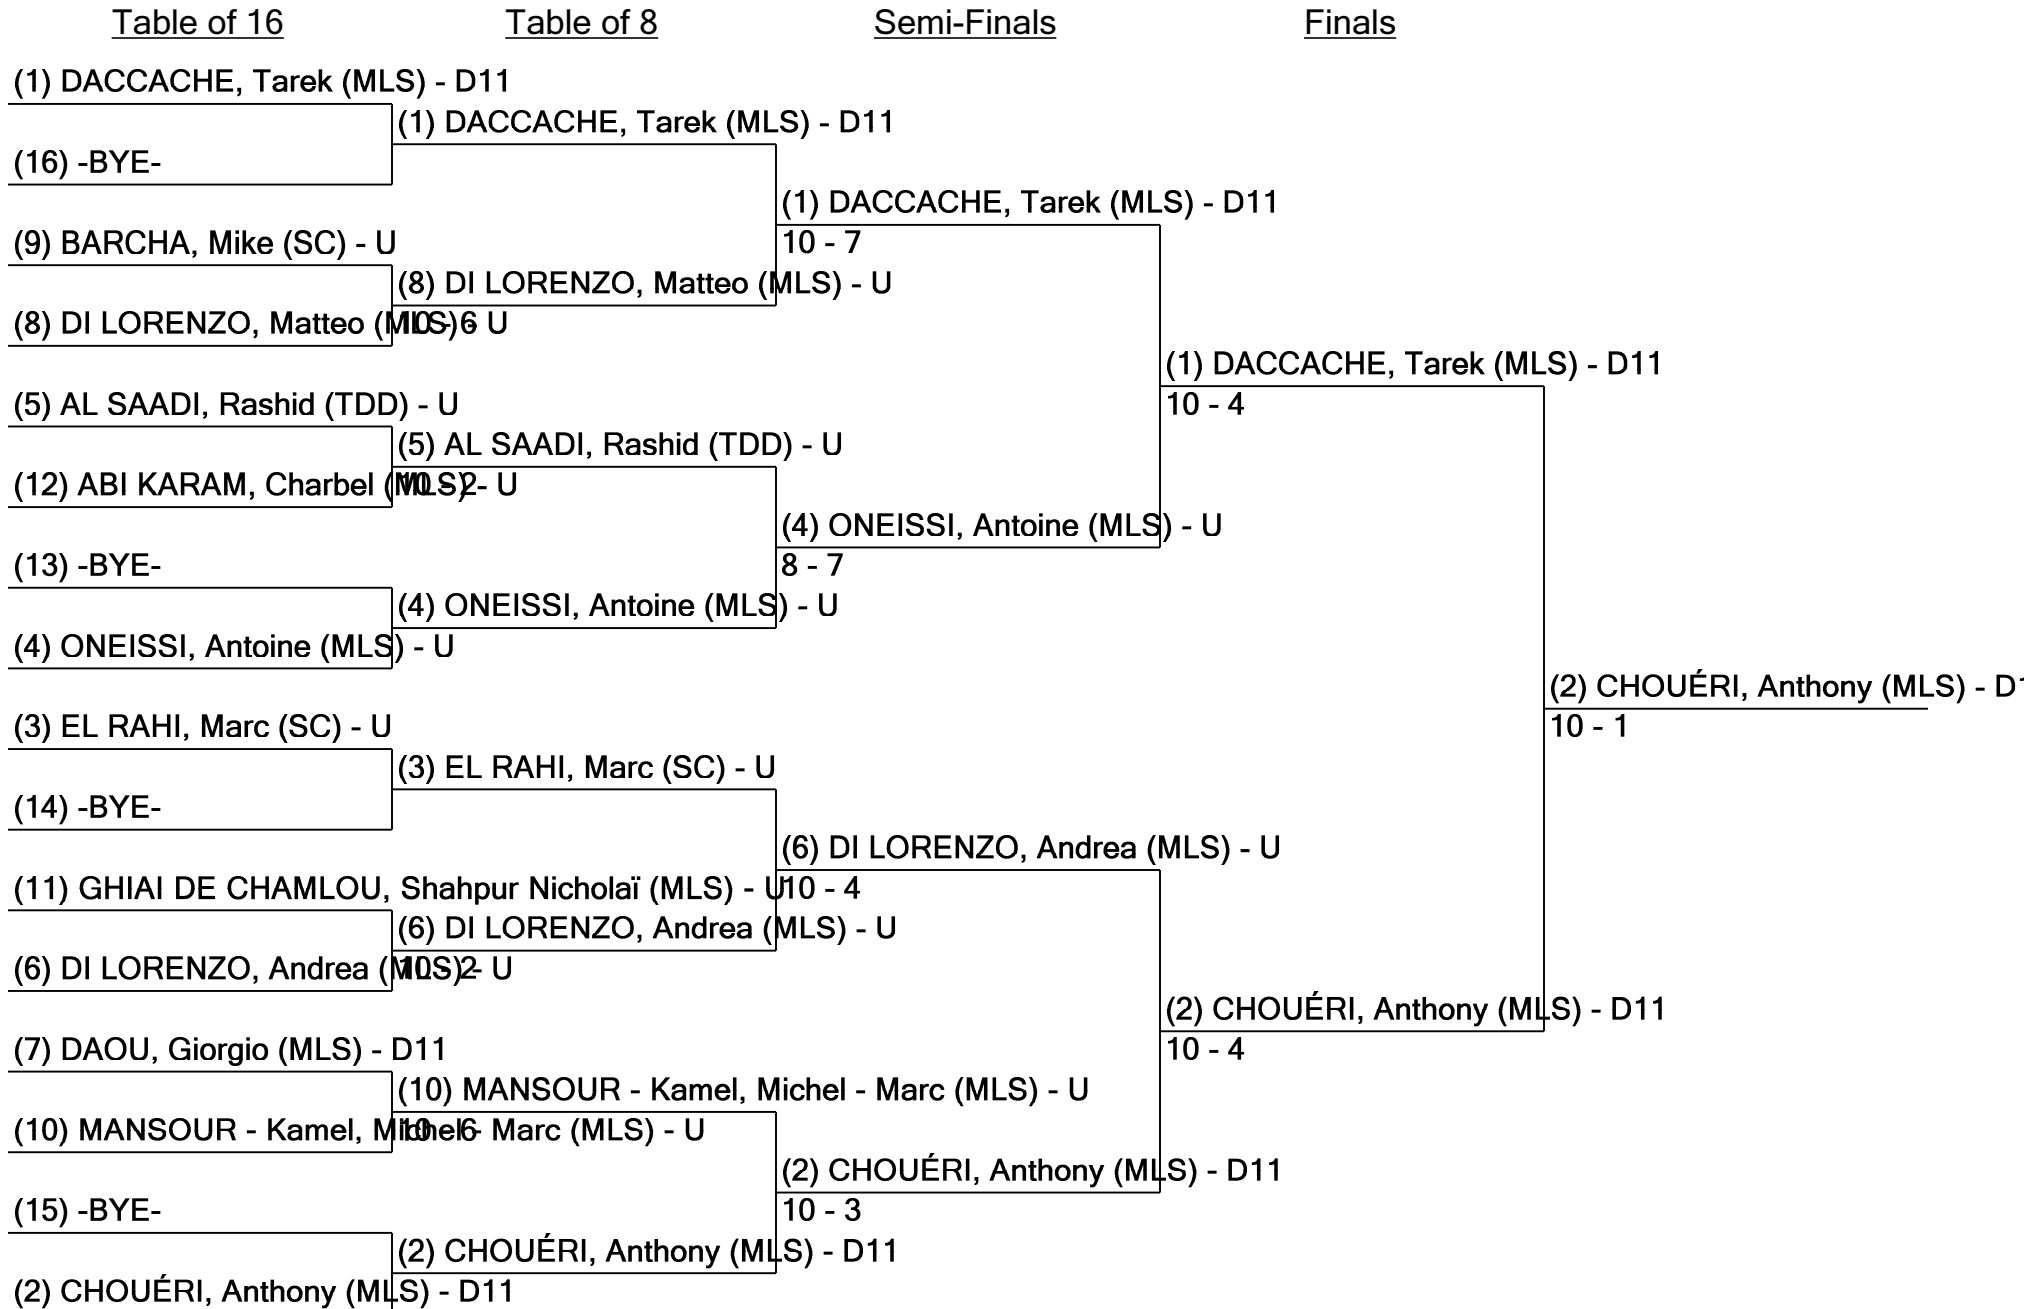 Table of 16
Table of 8
Semi-Finals
Finals
(1) DACCACHE, Tarek (MLS) - D11
(16) -BYE-
(9) BARCHA, Mike (SC) - U
(8) DI LORENZO, Matteo (MLS) - U
(5) AL SAADI, Rashid (TDD) - U
(12) ABI KARAM, Charbel (MLS) - U
(13) -BYE-
(4) ONEISSI, Antoine (MLS) - U
(3) EL RAHI, Marc (SC) - U
(14) -BYE-
(11) GHIAI DE CHAMLOU, Shahpur Nicholaï (MLS) - U
(6) DI LORENZO, Andrea (MLS) - U
(7) DAOU, Giorgio (MLS) - D11
(10) MANSOUR - Kamel, Michel - Marc (MLS) - U
(15) -BYE-
(2) CHOUÉRI, Anthony (MLS) - D11
(1) DACCACHE, Tarek (MLS) - D11
(8) DI LORENZO, Matteo (MLS) - U
10 - 6
(5) AL SAADI, Rashid (TDD) - U
10 - 2
(4) ONEISSI, Antoine (MLS) - U
(3) EL RAHI, Marc (SC) - U
(6) DI LORENZO, Andrea (MLS) - U
10 - 2
(10) MANSOUR - Kamel, Michel - Marc (MLS) - U
10 - 6
(2) CHOUÉRI, Anthony (MLS) - D11
(1) DACCACHE, Tarek (MLS) - D11
10 - 7
(4) ONEISSI, Antoine (MLS) - U
8 - 7
(6) DI LORENZO, Andrea (MLS) - U
10 - 4
(2) CHOUÉRI, Anthony (MLS) - D11
10 - 3
(1) DACCACHE, Tarek (MLS) - D11
10 - 4
(2) CHOUÉRI, Anthony (MLS) - D11
10 - 4
(2) CHOUÉRI, Anthony (MLS) - D1
10 - 1